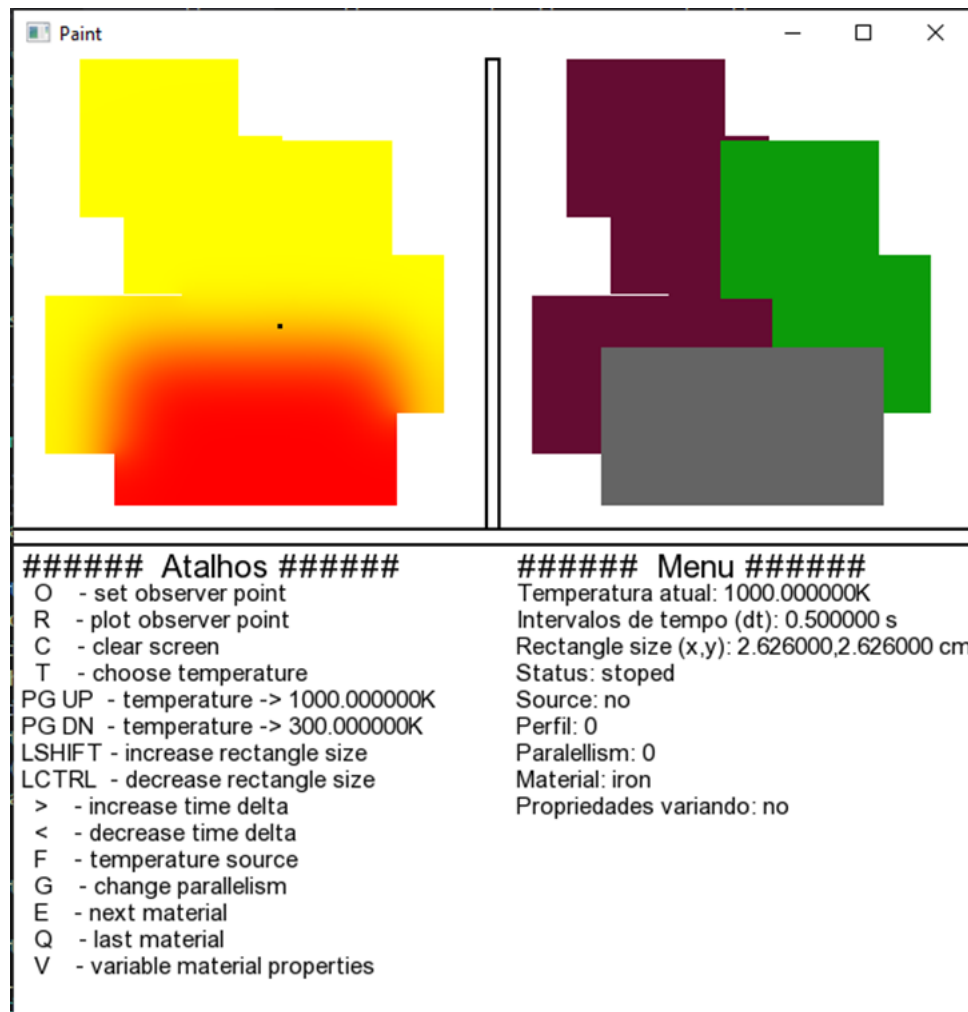 Paint
###### Atalhos ######
O - set observer point
R - plot observer point
C - clear screen
T - choose temperature
PG UP - temperature -> 1000.000000K
PG DN - temperature -> 300.000000K
LSHIFT - increase rectangle size
LCTRL - decrease rectangle size
> - increase time delta
< - decrease time delta
F - temperature source
G - change parallelism
E - next material
Q - last material
V - variable material properties
###### Menu ######
Temperatura atual: 1000.000000K
Intervalos de tempo (dt): 0.500000 s
Rectangle size (x,y): 2.626000,2.626000 cm
Status: stoped
Source: no
Perfil: 0
Paralellism: 0
Material: iron
Propriedades variando: no